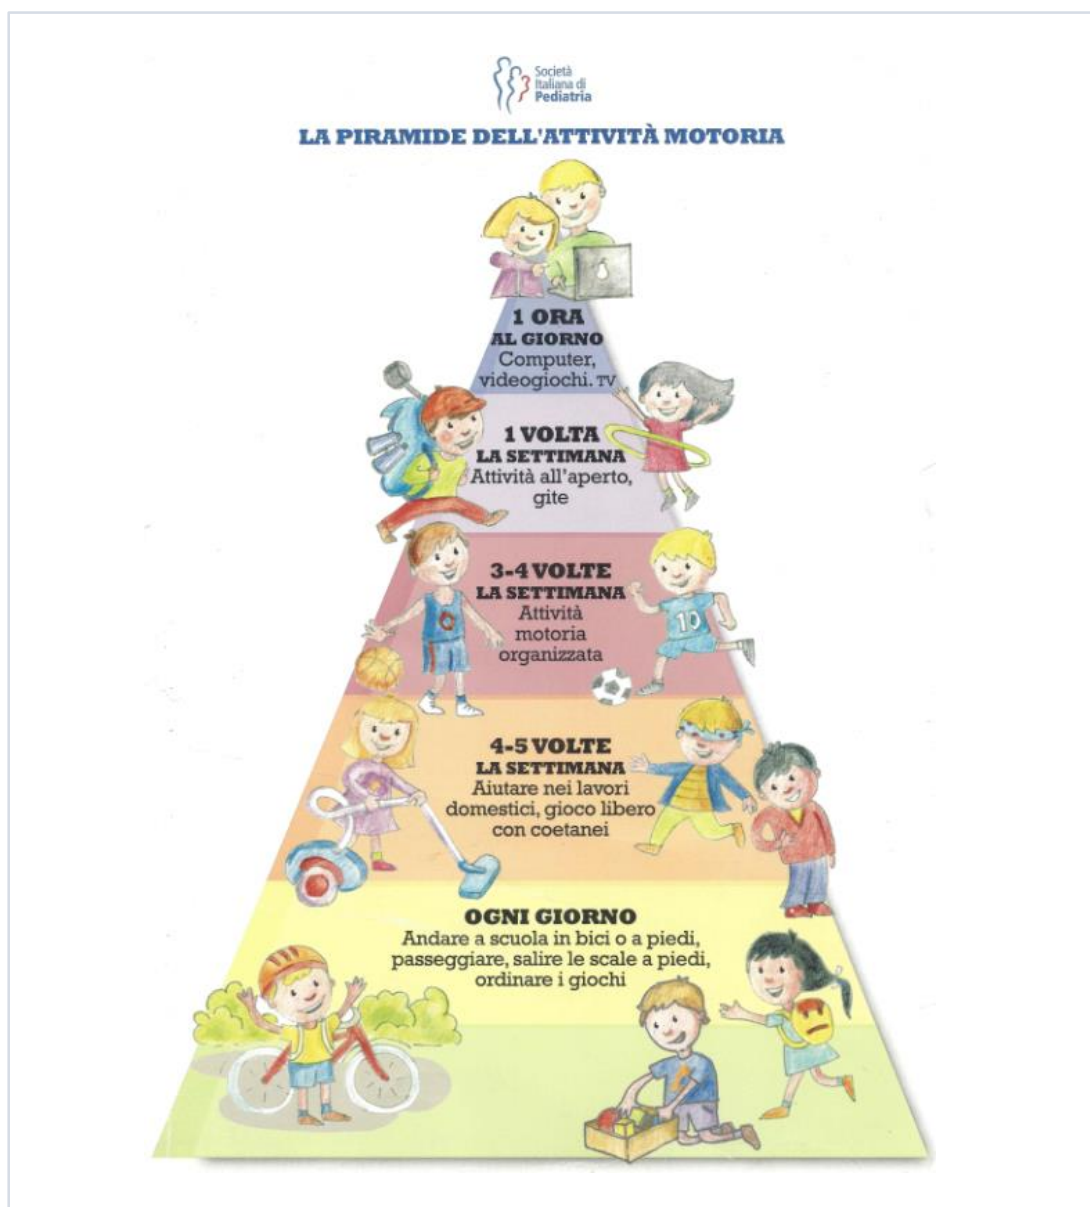 Società
Italiana di
Pediatria
LA PIRAMIDE DELL'ATTIVITÀ MOTORIA
1 ORA
AL GIORNO
Computer,
videogiochi. TV
1 VOLTA
LA SETTIMANA
Attività all'aperto,
gite
3-4 VOLTE
LA SETTIMANA
Attività
motoria
organizzata
10
4-5 VOLTE
LA SETTIMANA
Aiutare nei lavori
domestici, gioco libero
con coetanei
OGNI GIORNO
Andare a scuola in bici o a piedi,
passeggiare, salire le scale a piedi,
ordinare i giochi